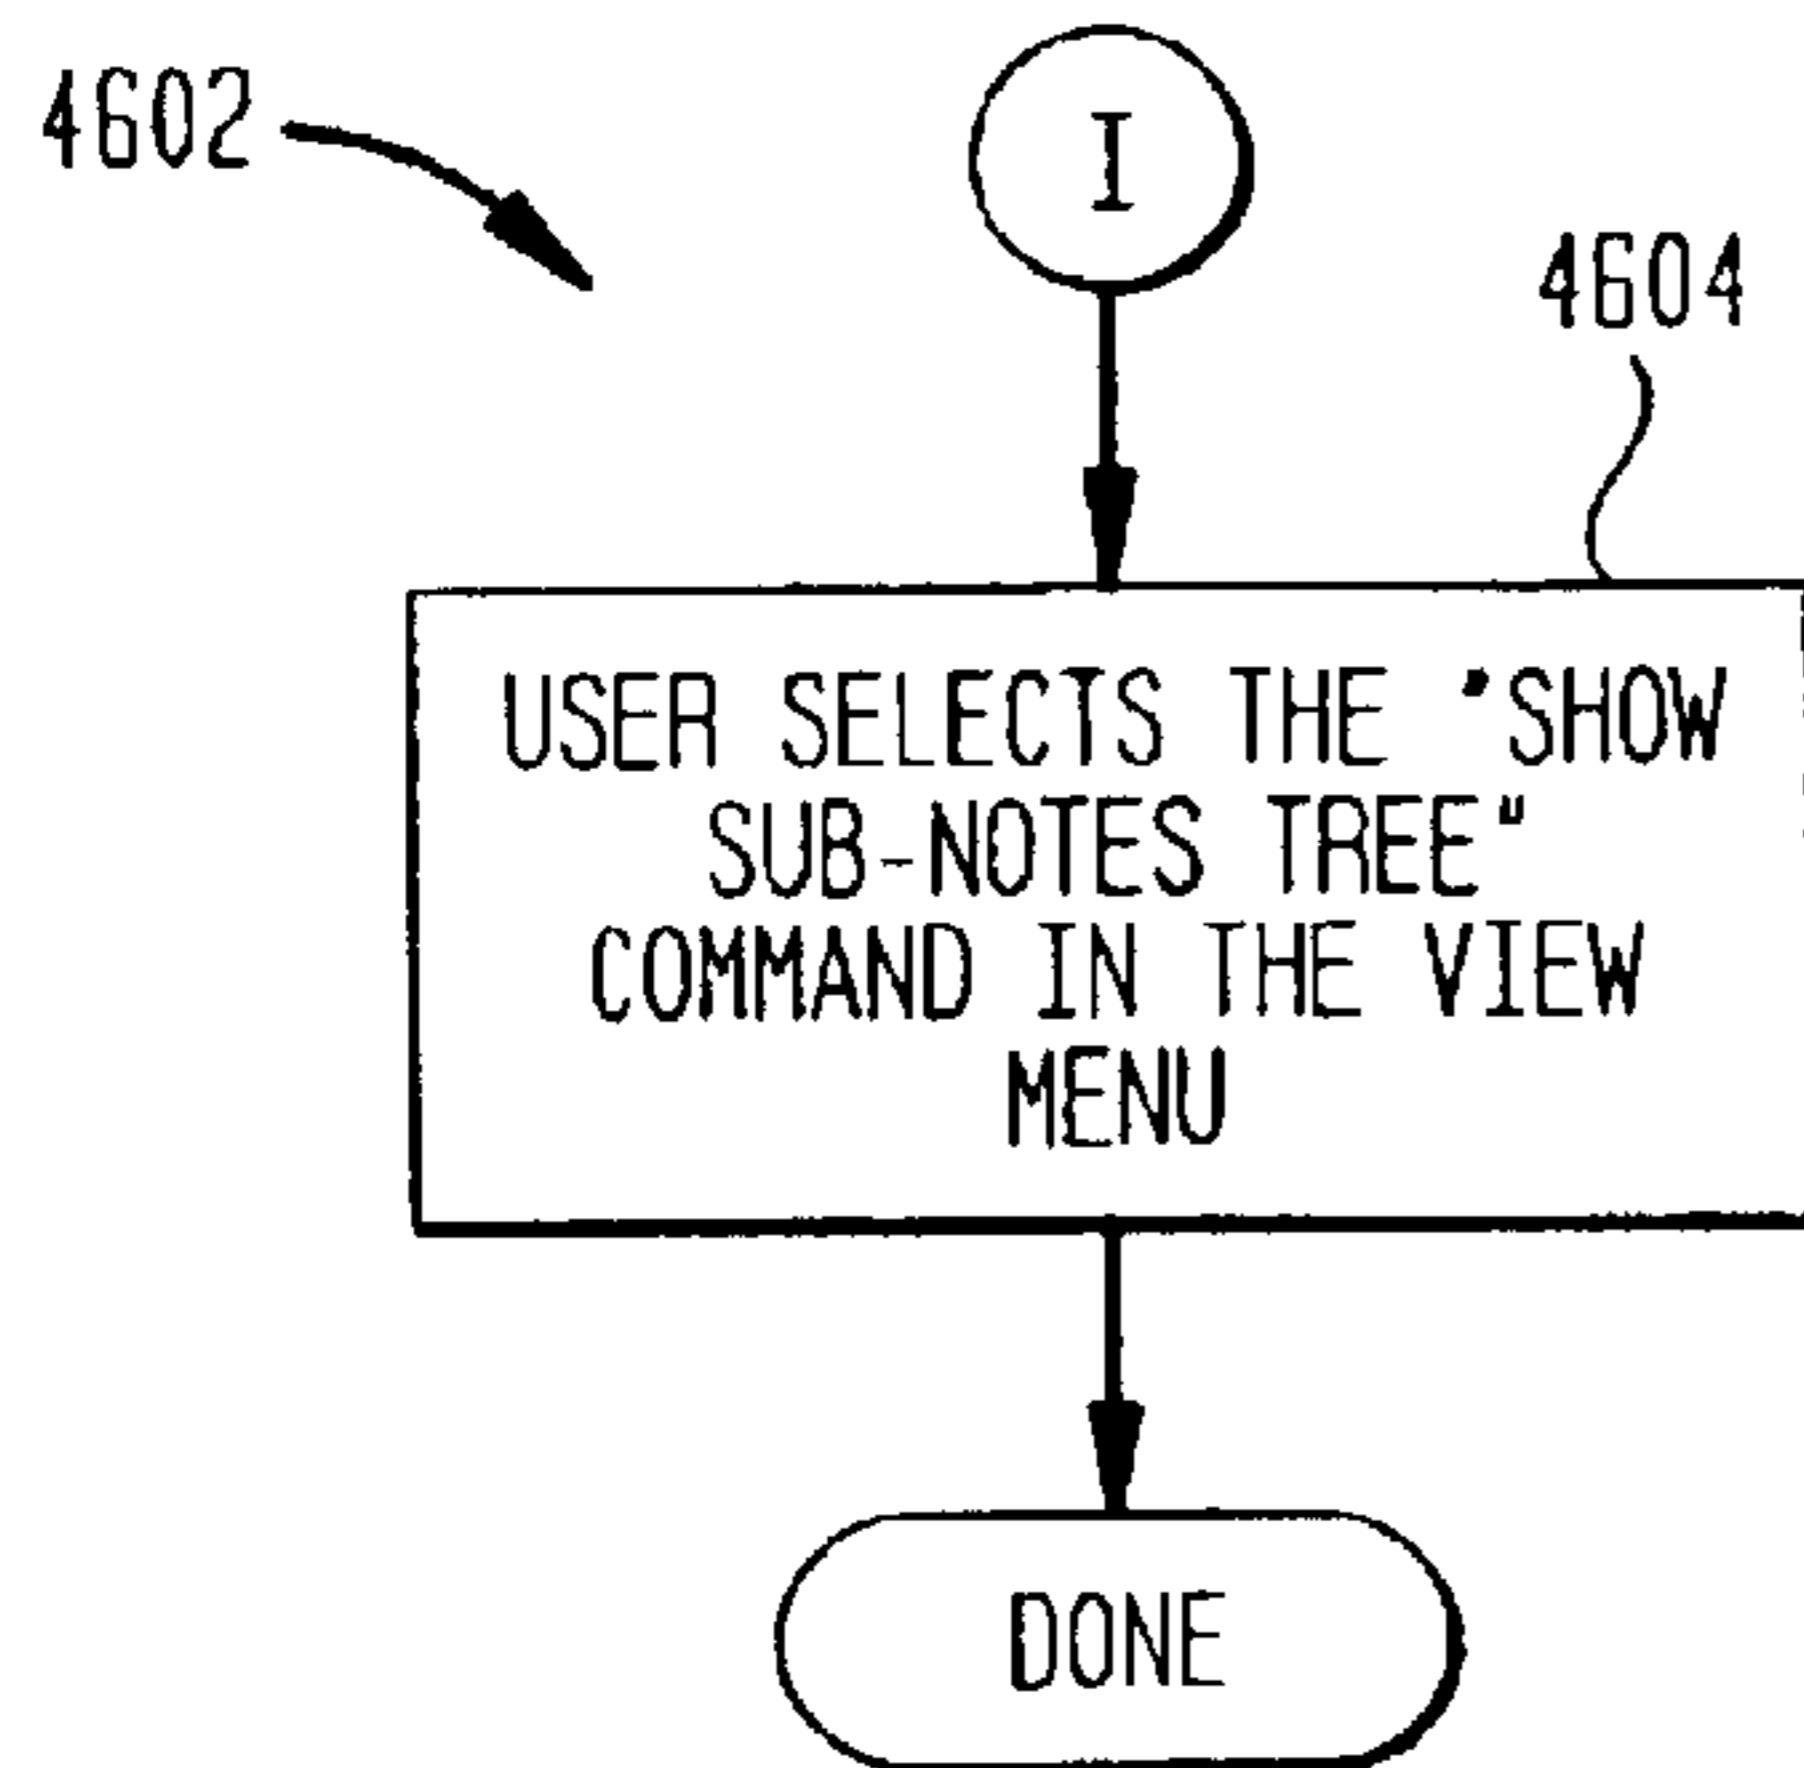 4602
I
4604
USER SELECTS THE "SHOW
SUB-NOTES TREE"
COMMAND IN THE VIEW
MENU
DONE